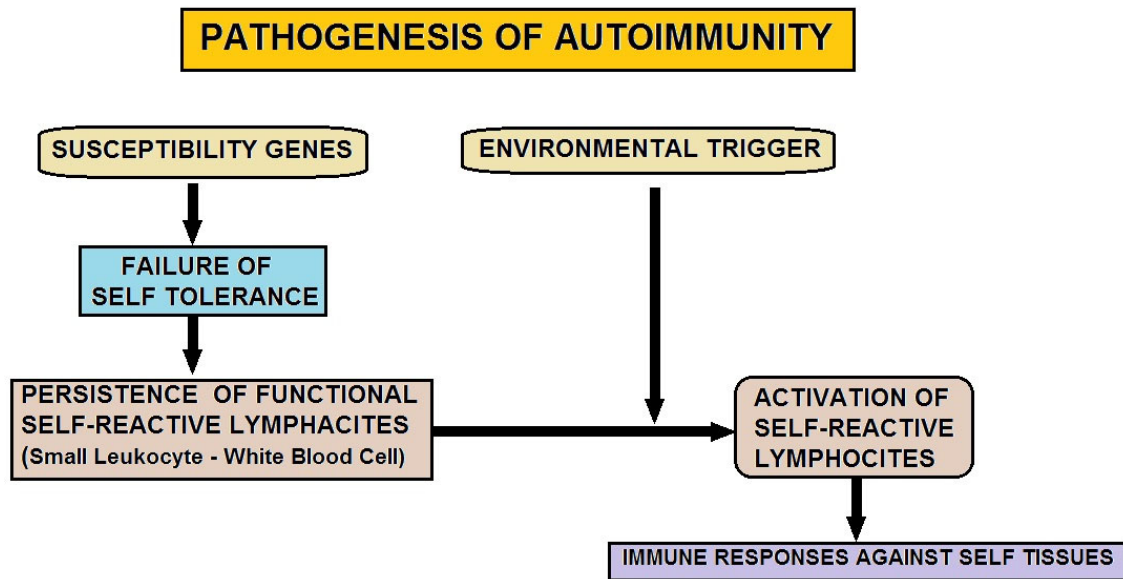 PATHOGENESIS OF AUTOIMMUNITY
SUSCEPTIBILITY GENES
ENVIRONMENTAL TRIGGER
FAILURE OF
SELF TOLERANCE
PERSISTENCE OF FUNCTIONAL
SELF-REACTIVE LYMPHACITES
(Small Leukocyte - White Blood Cell)
ACTIVATION OF
SELF-REACTIVE
LYMPHOCITES
IMMUNE RESPONSES AGAINST SELF TISSUES